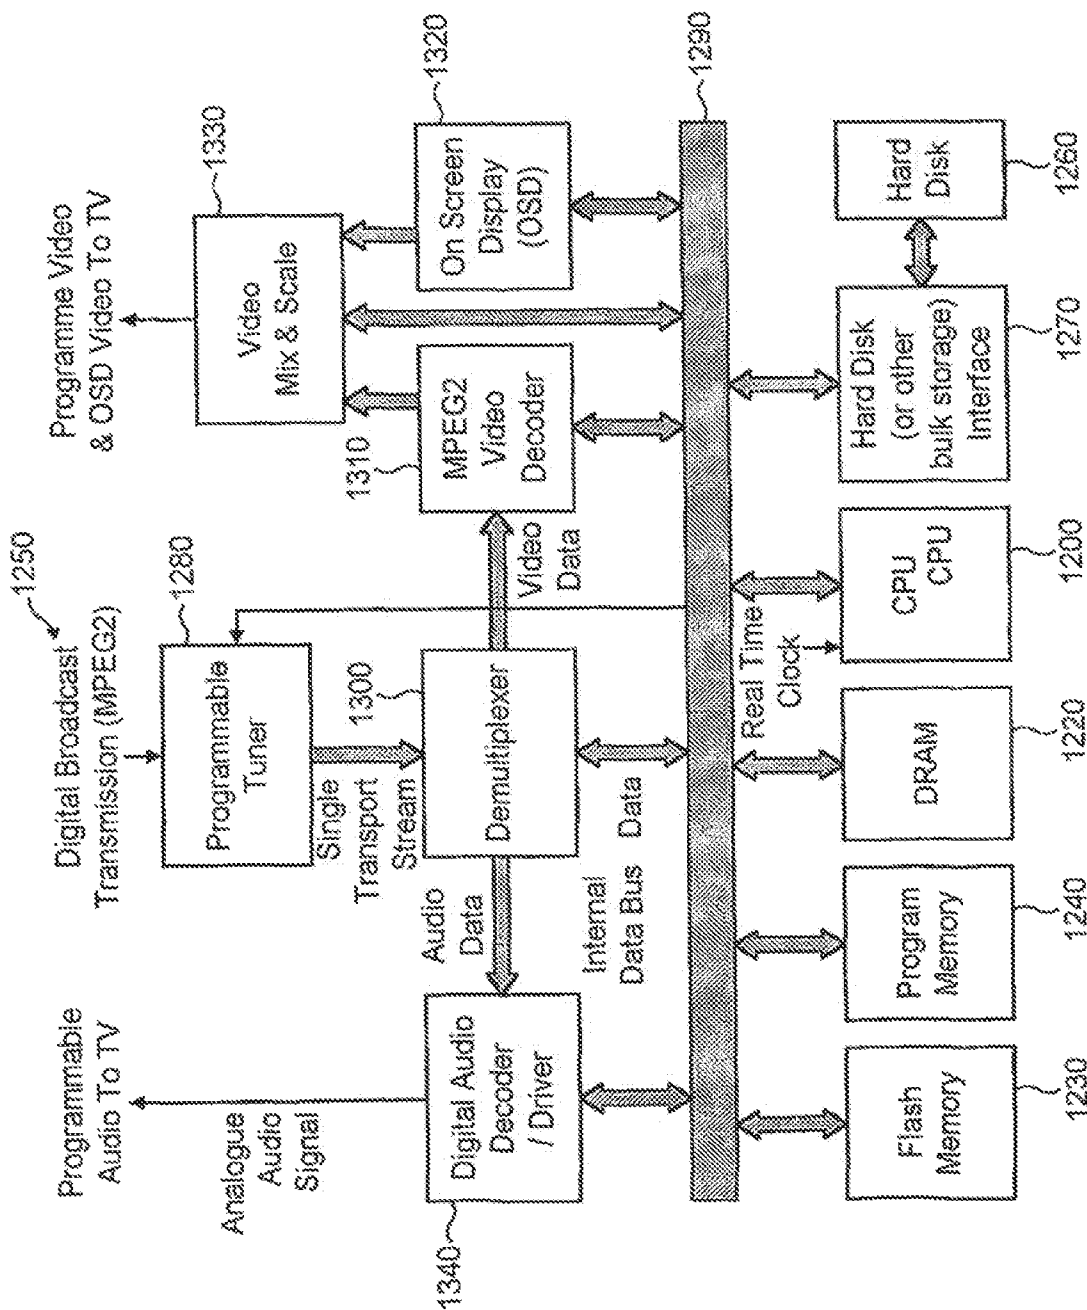 Programmable
Audio To TV
Digital Broadcast
Transmission (MPEG2)
1250
Programme Video
& OSD Video To TV
Analogue
Audio
Signal
Programmable
Tuner
1280
Video
Mix & Scale
1330
Single
Transport
Stream
1300
1310
1340
Digital Audio
Decoder
/ Driver
Audio
Data
Demultiplexer
Video
Data
MPEG2
Video
Decoder
On Screen
Display
(OSD)
1320
Internal
Data Bus
Data
1290
Real Time
Clock
Flash
Memory
1230
Program
Memory
1240
DRAM
1220
CPU
CPU
1200
Hard Disk
(or other
bulk storage)
Interface
1270
Hard
Disk
1260